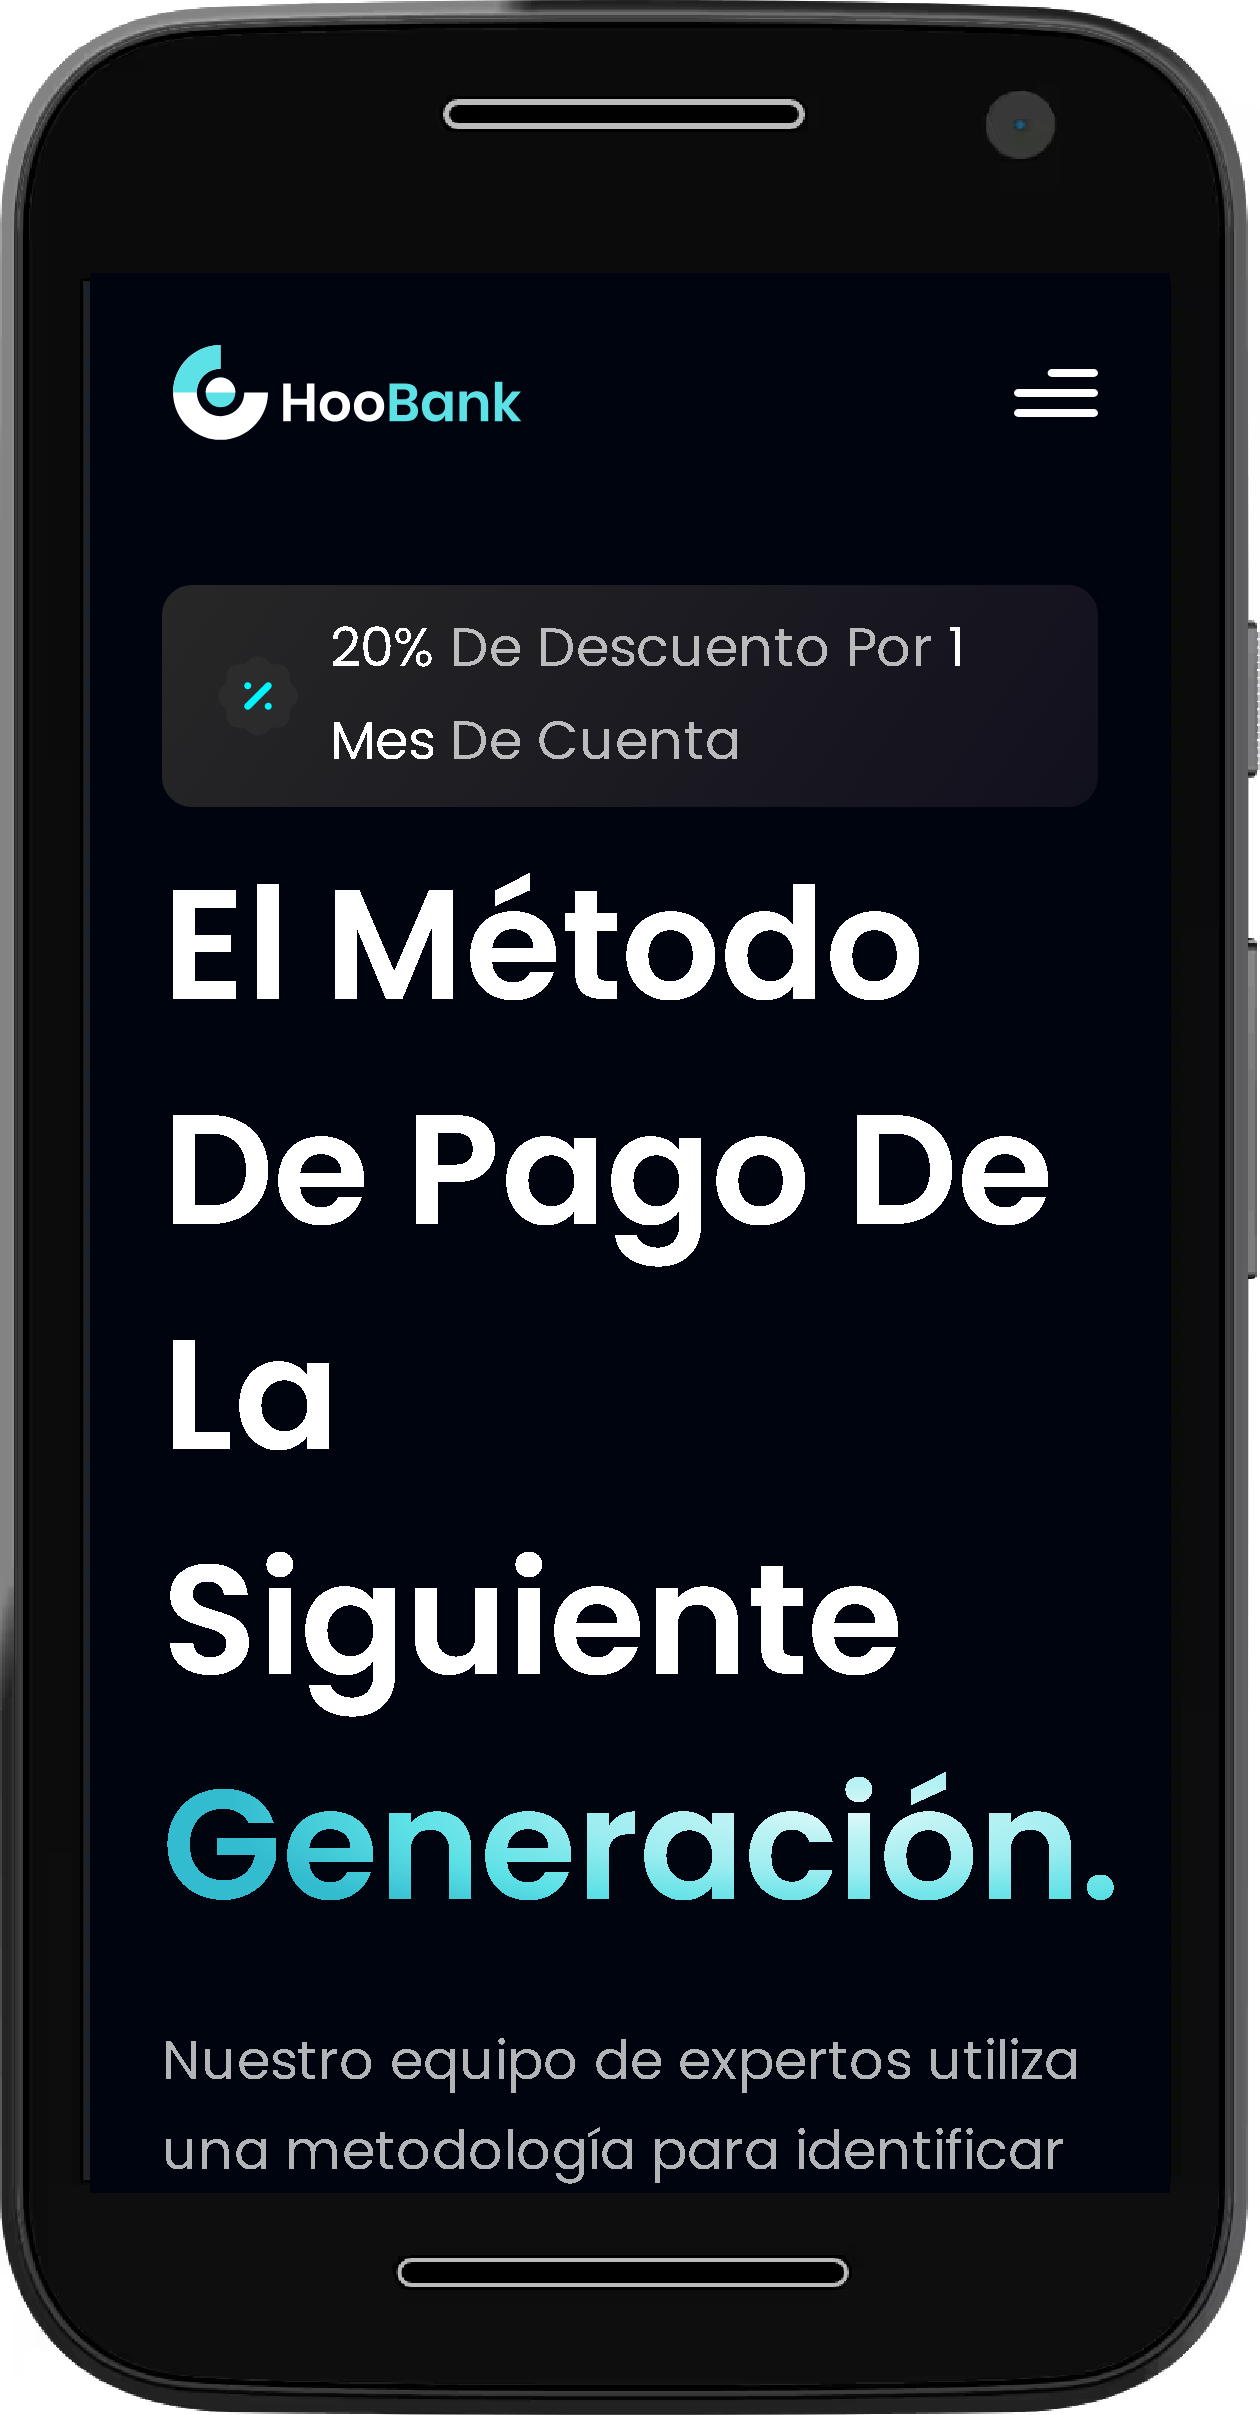 HooBank
20% De Descuento Por 1
Mes De Cuenta
El Método
De Pago De
La
Siguiente
Generación.
Nuestro equipo de expertos utiliza
una metodología para identificar